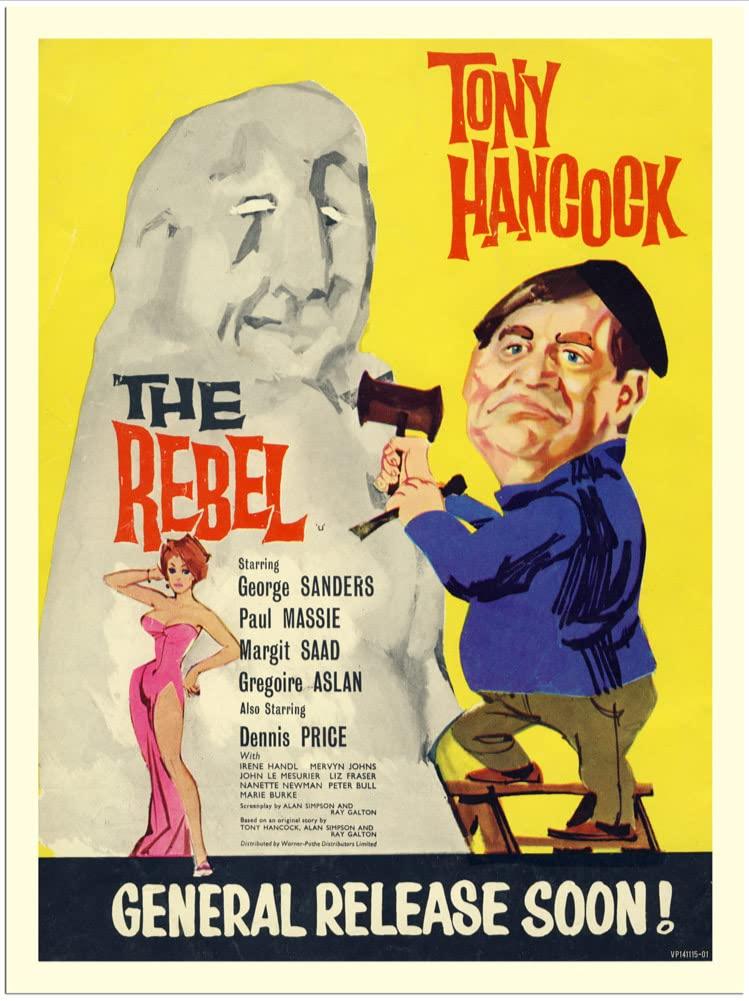 TONY
HANCOCK
THE
REBEL
'U'
Starring
George SANDERS
Paul MASSIE
Margit SAAD
Gregoire ASLAN
Also Starring
Dennis PRICE
With
IRENE HANDL MERVYN JOHNS
JOHN LE MESURIER LIZ FRASER
NANETTE NEWMAN PETER BULL
MARIE BURKE
Screenplay by ALAN SIMPSON AND
RAY GALTON
Based on an original story by
TONY HANCOCK, ALAN SIMPSON AND
RAY GALTON
Distributed by Warner-Pathe Distributors Limited
GENERAL RELEASE SOON!
VP141115-01